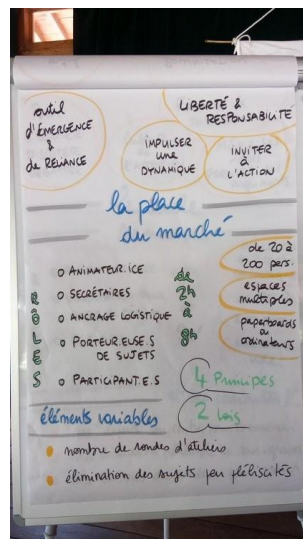 outil
d'ÉMERGENCE
&
de RELIANCE
LIBERTÉ &
RESPONSABILITÉ
IMPULSER
une
DYNAMIQUE
INVITER
à
L'ACTION
la place
du marché
RÔLES
o ANIMATEUR.ICE
o SECRÉTAIRES
o ANCRAGE LOGISTIQUE
o PORTEUR.EUSE.S
DE SUJETS
o PARTICIPANT.E.S
de
2h
à
8h
de 20 à
200 pers.
espaces
multiples
paperboards
ou
ordinateurs
4 Principes
2 Lois
éléments variables
nombre de rondes d'ateliers
élimination des sujets peu plébiscités